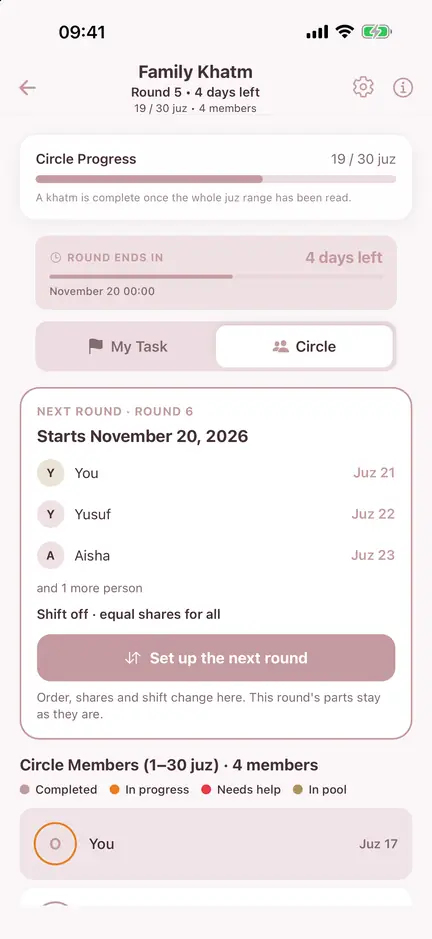 09:41
Family Khatm
Round 5 • 4 days left
19 / 30 juz • 4 members
Circle Progress
19 / 30 juz
A khatm is complete once the whole juz range has been read.
ROUND ENDS IN
4 days left
November 20 00:00
My Task
Circle
NEXT ROUND · ROUND 6
Starts November 20, 2026
Y You Juz 21
Y Yusuf Juz 22
A Aisha Juz 23
and 1 more person
Shift off · equal shares for all
Set up the next round
Order, shares and shift change here. This round's parts stay
as they are.
Circle Members (1–30 juz) · 4 members
Completed In progress Needs help In pool
O You Juz 17